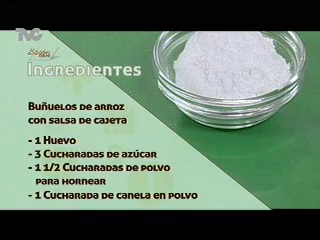 TVC
INGREDIENTES
BUÑUELOS DE ARROZ
CON SALSA DE CAJETA
- 1 HUEVO
- 3 CUCHARADAS DE AZÚCAR
- 1 1/2 CUCHARADAS DE POLVO
PARA HORNEAR
- 1 CUCHARADA DE CANELA EN POLVO